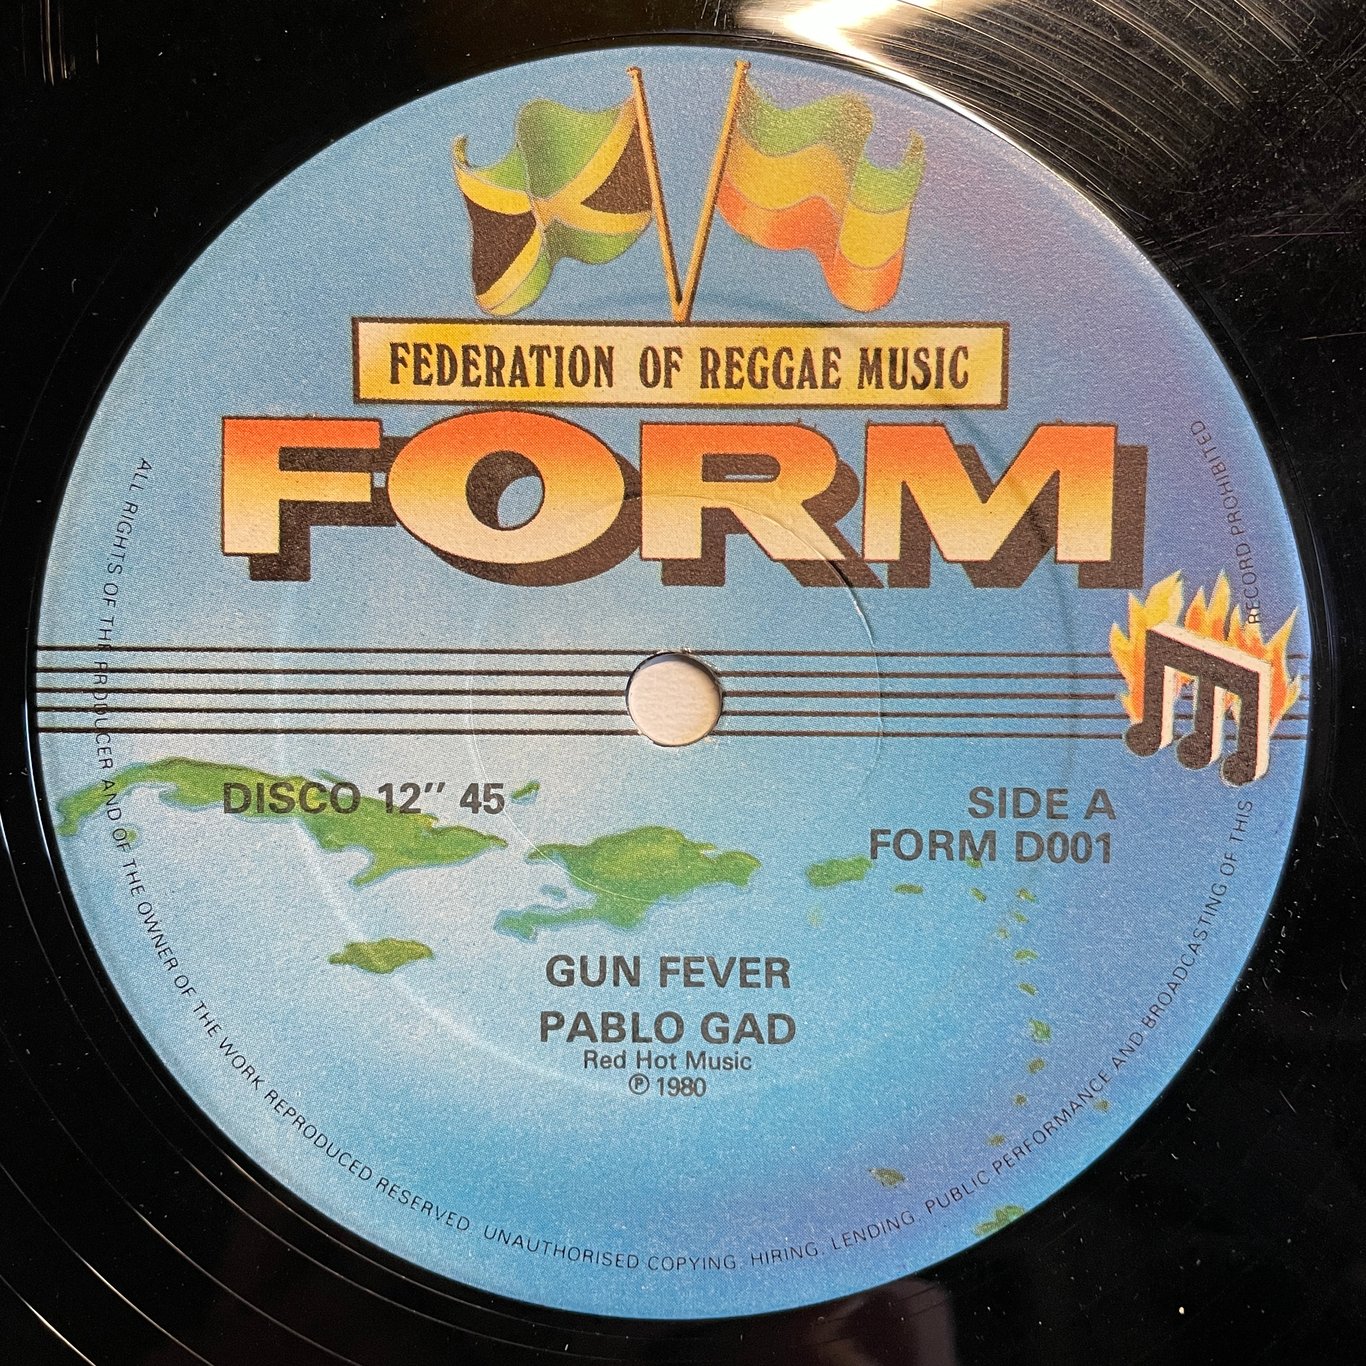 FEDERATION OF REGGAE MUSIC
FORM
DISCO 12" 45
SIDE A
FORM D001
GUN FEVER
PABLO GAD
Red Hot Music
℗ 1980
ALL RIGHTS OF THE PRODUCER AND OF THE OWNER OF THE WORK REPRODUCED RESERVED. UNAUTHORISED COPYING, HIRING, LENDING, PUBLIC PERFORMANCE AND BROADCASTING OF THIS RECORD PROHIBITED